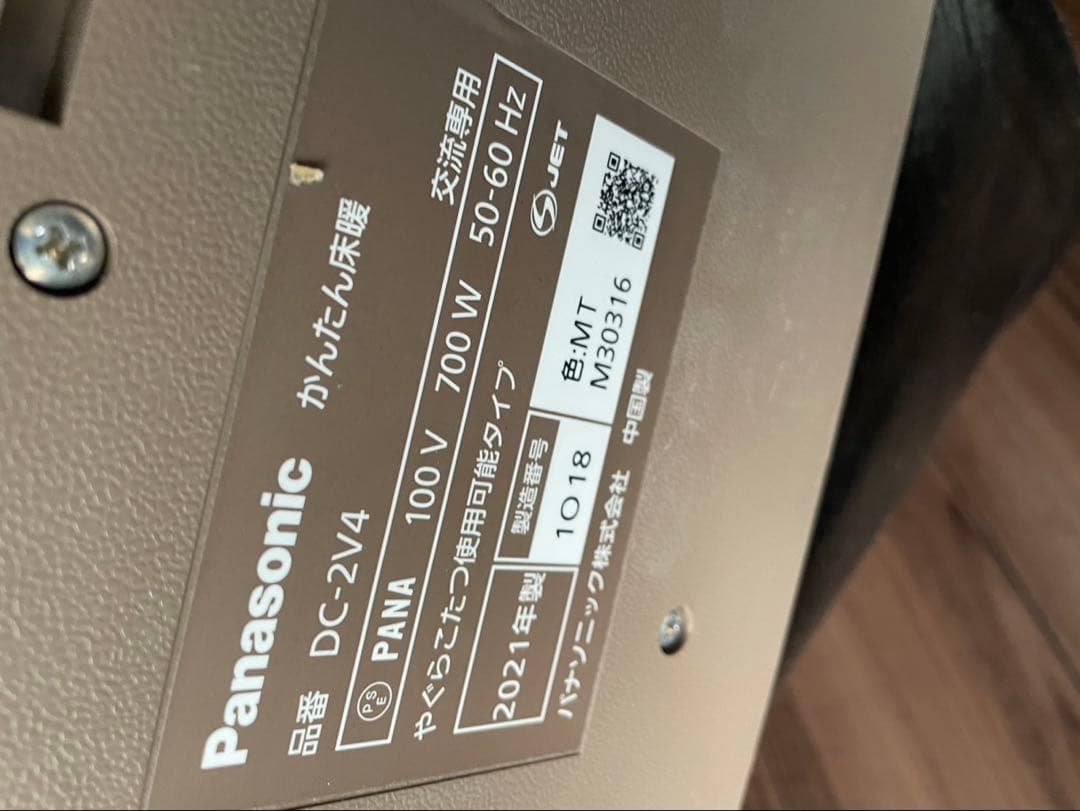 Panasonic
品番 DC-2V4 かんたん床暖
交流専用
PS E PANA 100 V 700 W 50-60 Hz
やぐらこたつ使用可能タイプ
JET
2021年製
製造番号
1O18
色:MT
M30316
パナソニック株式会社 中国製